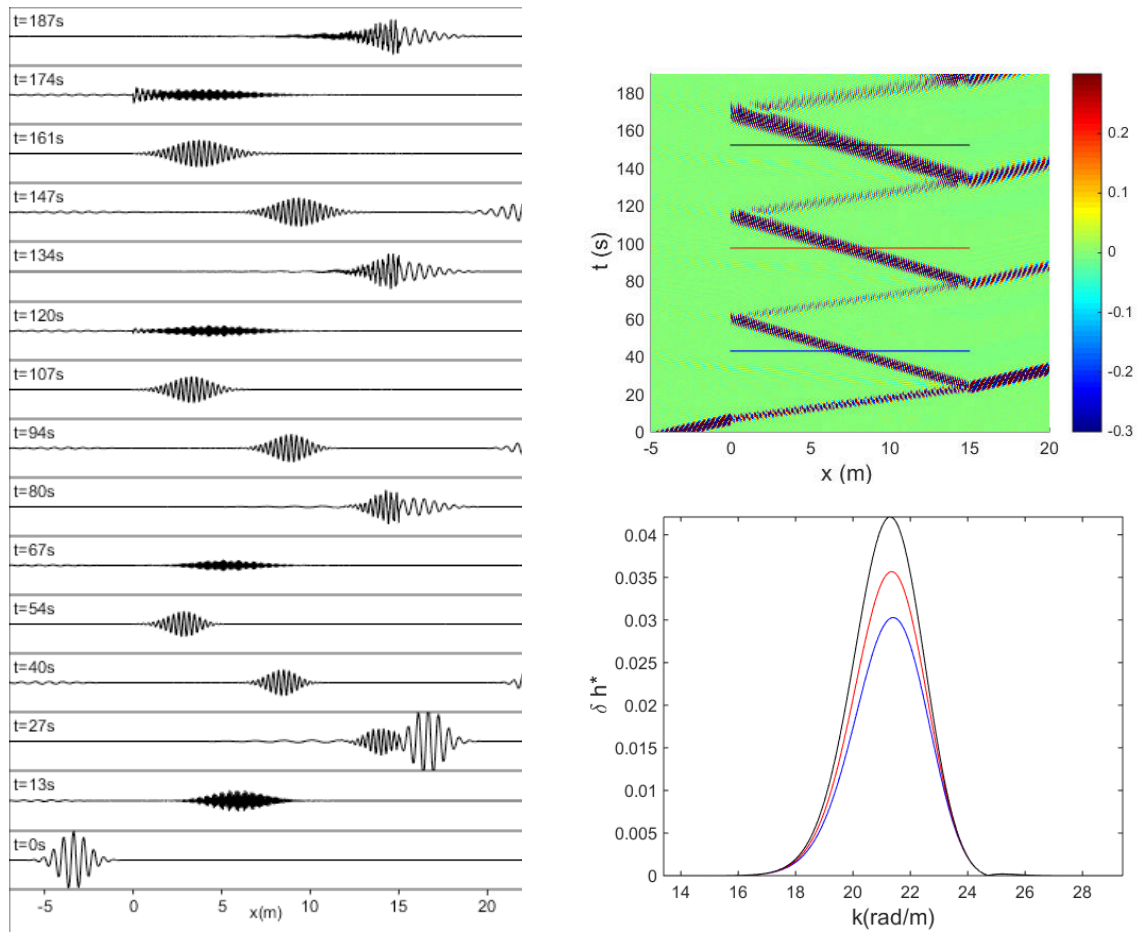 t=187s
t=174s
t=161s
t=147s
t=134s
t=120s
t=107s
t=94s
t=80s
t=67s
t=54s
t=40s
t=27s
t=13s
t=0s
-5 0 5 10 15 20
x(m)
t (s)
180
160
140
120
100
80
60
40
20
0
-5 0 5 10 15 20
x (m)
0.2
0.1
0
-0.1
-0.2
-0.3
δ h*
0.04
0.035
0.03
0.025
0.02
0.015
0.01
0.005
0
14 16 18 20 22 24 26 28
k(rad/m)